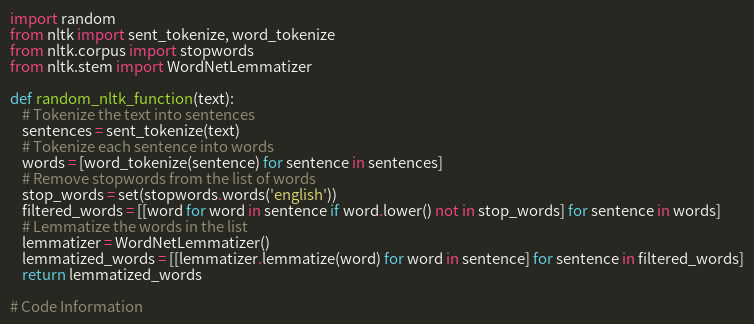 import random
from nltk import sent_tokenize, word_tokenize
from nltk.corpus import stopwords
from nltk.stem import WordNetLemmatizer

def random_nltk_function(text):
    # Tokenize the text into sentences
    sentences = sent_tokenize(text)
    # Tokenize each sentence into words
    words = [word_tokenize(sentence) for sentence in sentences]
    # Remove stopwords from the list of words
    stop_words = set(stopwords.words('english'))
    filtered_words = [[word for word in sentence if word.lower() not in stop_words] for sentence in words]
    # Lemmatize the words in the list
    lemmatizer = WordNetLemmatizer()
    lemmatized_words = [[lemmatizer.lemmatize(word) for word in sentence] for sentence in filtered_words]
    return lemmatized_words

# Code Information